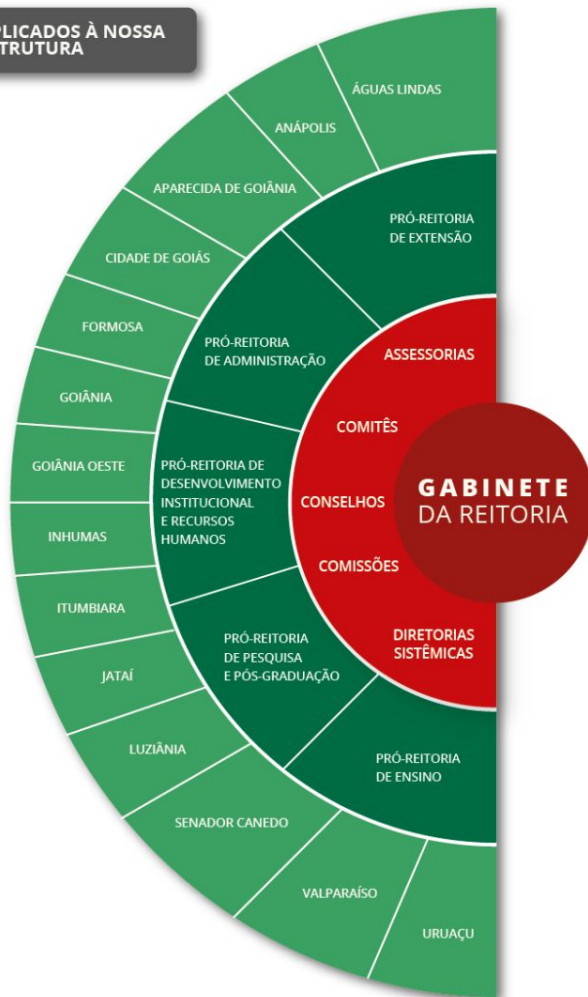 PLICADOS À NOSSA
TRUTURA
ÁGUAS LINDAS
ANÁPOLIS
APARECIDA DE GOIÂNIA
CIDADE DE GOIÁS
FORMOSA
GOIÂNIA
GOIÂNIA OESTE
INHUMAS
ITUMBIARA
JATAÍ
LUZIÂNIA
SENADOR CANEDO
VALPARAÍSO
URUAÇU
PRÓ-REITORIA
DE EXTENSÃO
PRÓ-REITORIA
DE ADMINISTRAÇÃO
PRÓ-REITORIA DE
DESENVOLVIMENTO
INSTITUCIONAL
E RECURSOS
HUMANOS
PRÓ-REITORIA
DE PESQUISA
E PÓS-GRADUAÇÃO
PRÓ-REITORIA
DE ENSINO
ASSESSORIAS
COMITÊS
CONSELHOS
COMISSÕES
DIRETORIAS
SISTÊMICAS
GABINETE
DA REITORIA